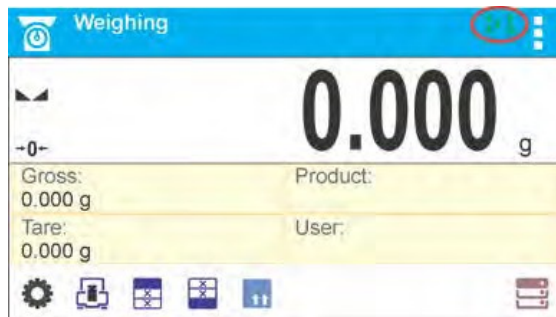 Weighing
0.000 g
→0←
Gross:
0.000 g
Product:
Tare:
0.000 g
User: